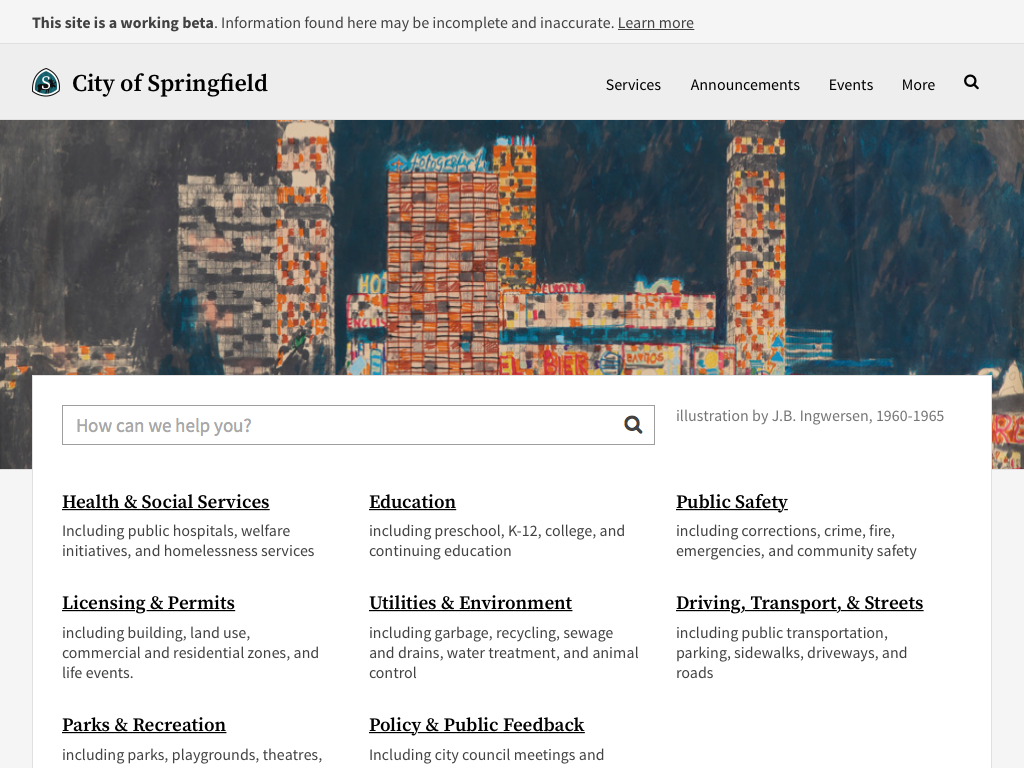 This site is a working beta. Information found here may be incomplete and inaccurate. Learn more
S City of Springfield
Services Announcements Events More
HOT
BIER
How can we help you?
illustration by J.B. Ingwersen, 1960-1965
Health & Social Services
Including public hospitals, welfare
initiatives, and homelessness services
Education
including preschool, K-12, college, and
continuing education
Public Safety
including corrections, crime, fire,
emergencies, and community safety
Licensing & Permits
including building, land use,
commercial and residential zones, and
life events.
Utilities & Environment
including garbage, recycling, sewage
and drains, water treatment, and animal
control
Driving, Transport, & Streets
including public transportation,
parking, sidewalks, driveways, and
roads
Parks & Recreation
including parks, playgrounds, theatres,
Policy & Public Feedback
Including city council meetings and